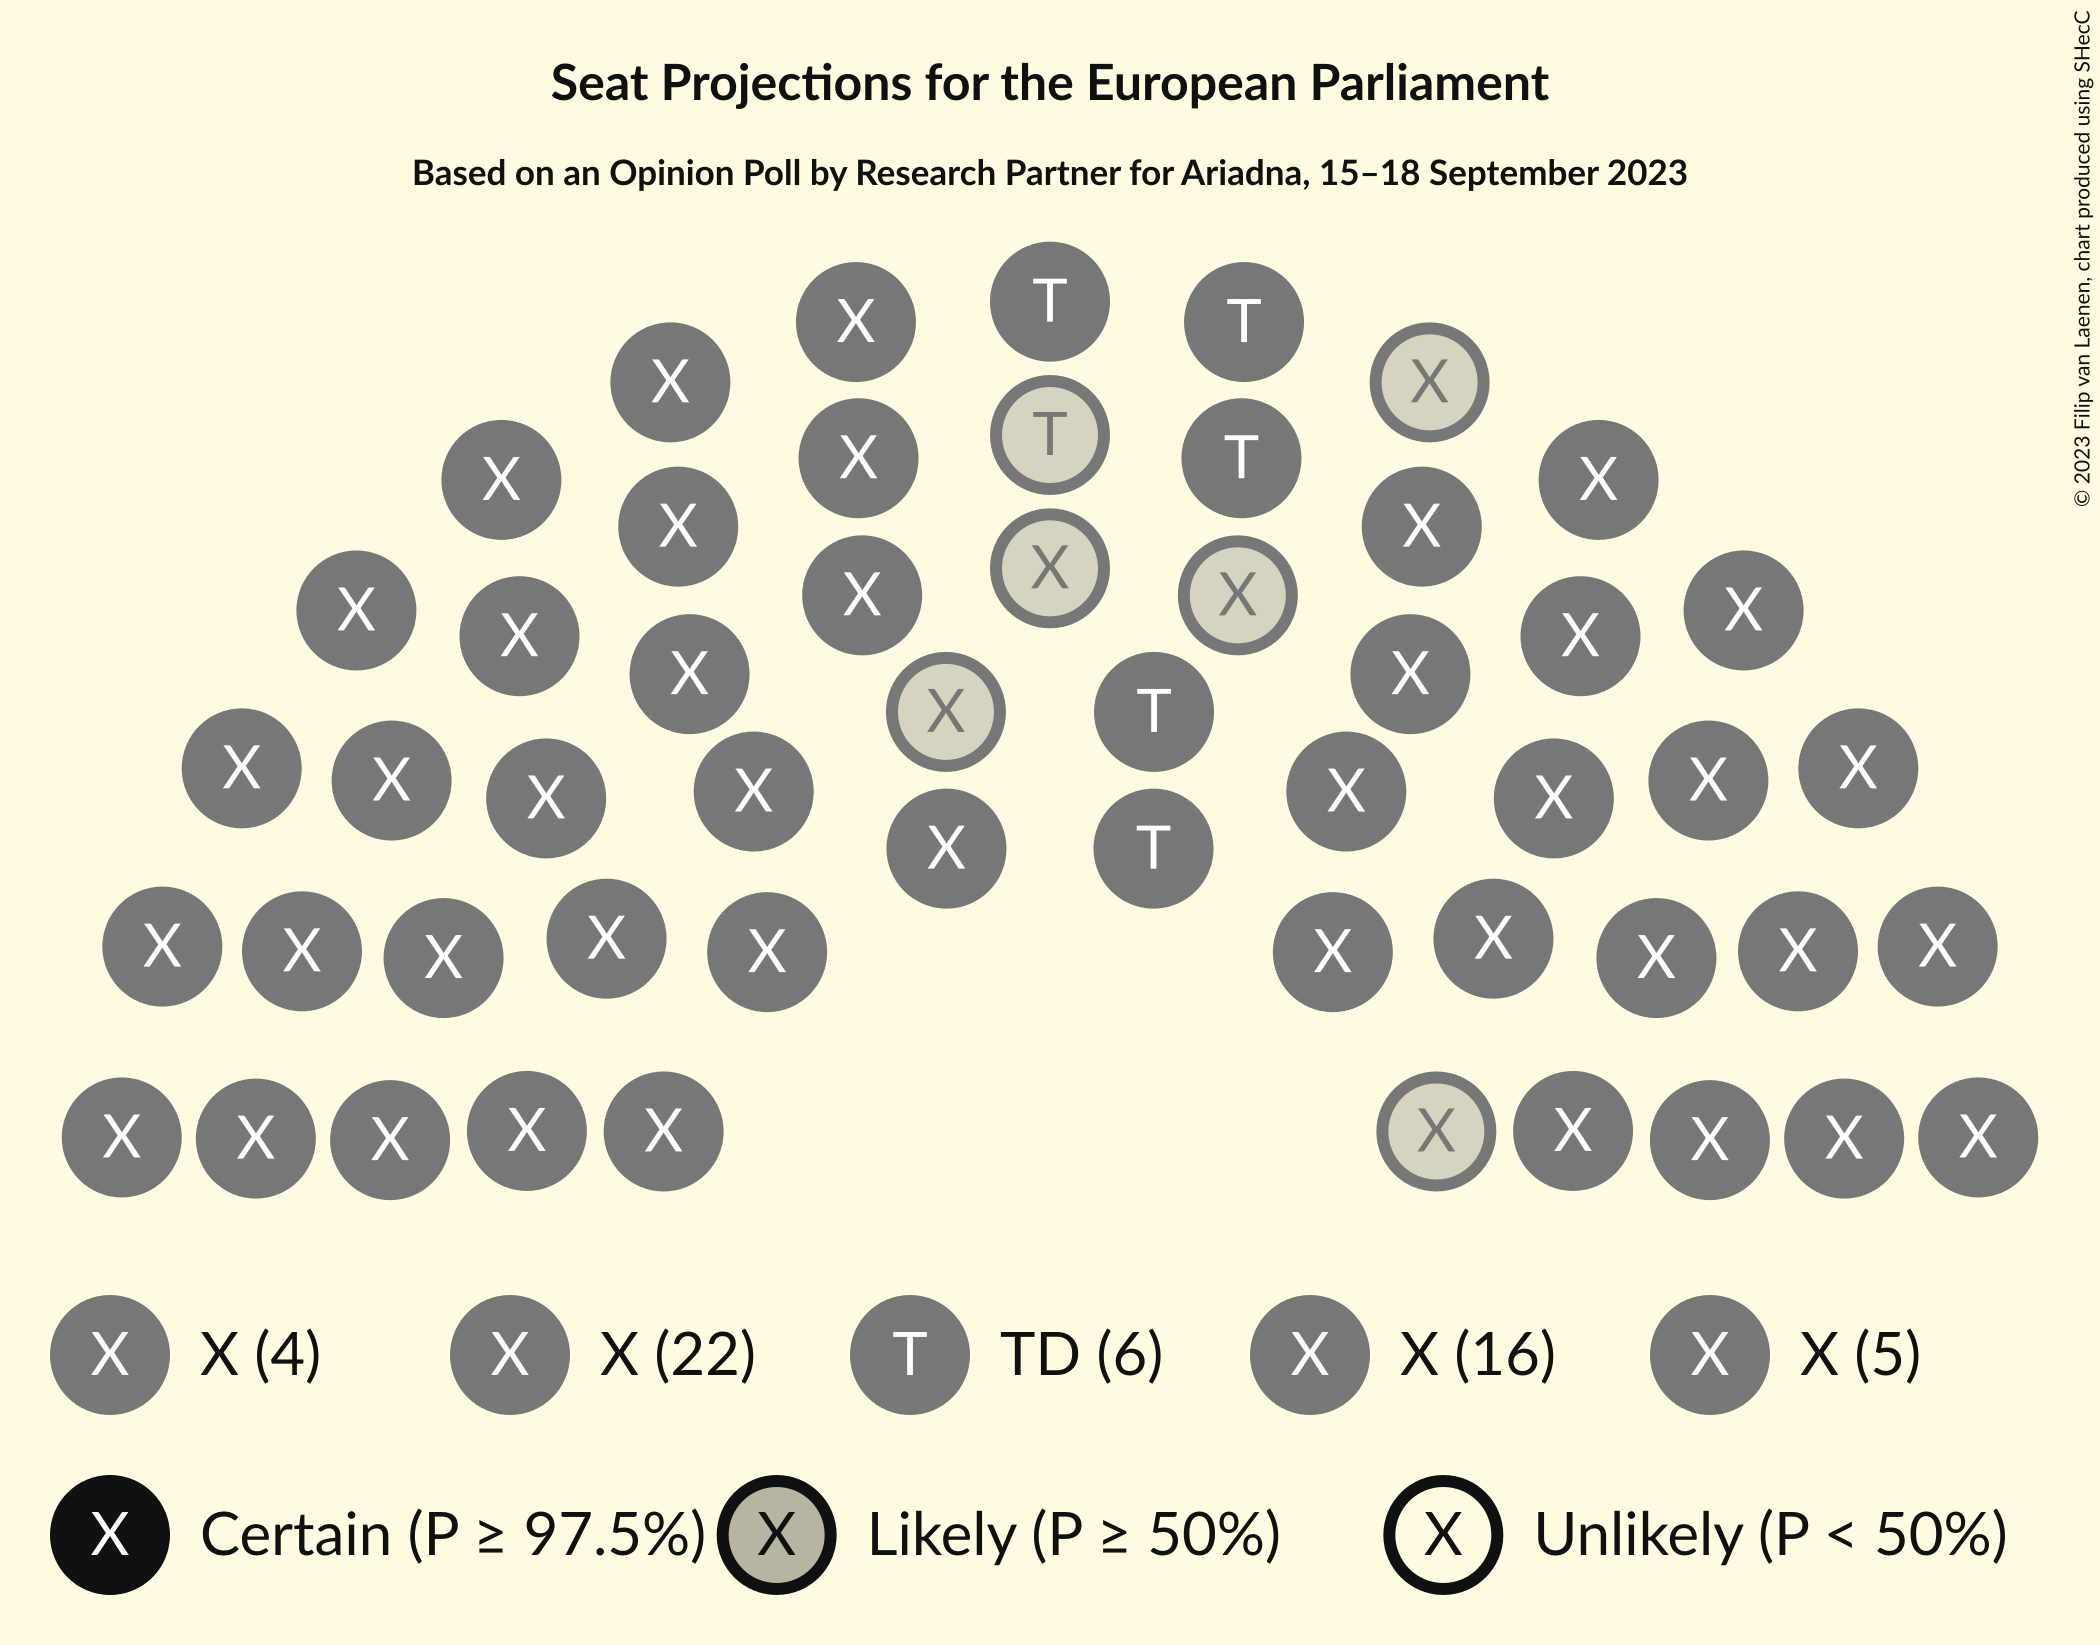 Seat Projections for the European Parliament
Based on an Opinion Poll by Research Partner for Ariadna, 15–18 September 2023
© 2023 Filip van Laenen, chart produced using SHecC
X T T
X X
X X T T X
X X X X
X X X X X
X X X X
X T
X X X X X X X X
X T
X X X X X X X X X X
X X X X X X X X X X
X X (4) X X (22) T TD (6) X X (16) X X (5)
X Certain (P ≥ 97.5%) X Likely (P ≥ 50%) X Unlikely (P < 50%)